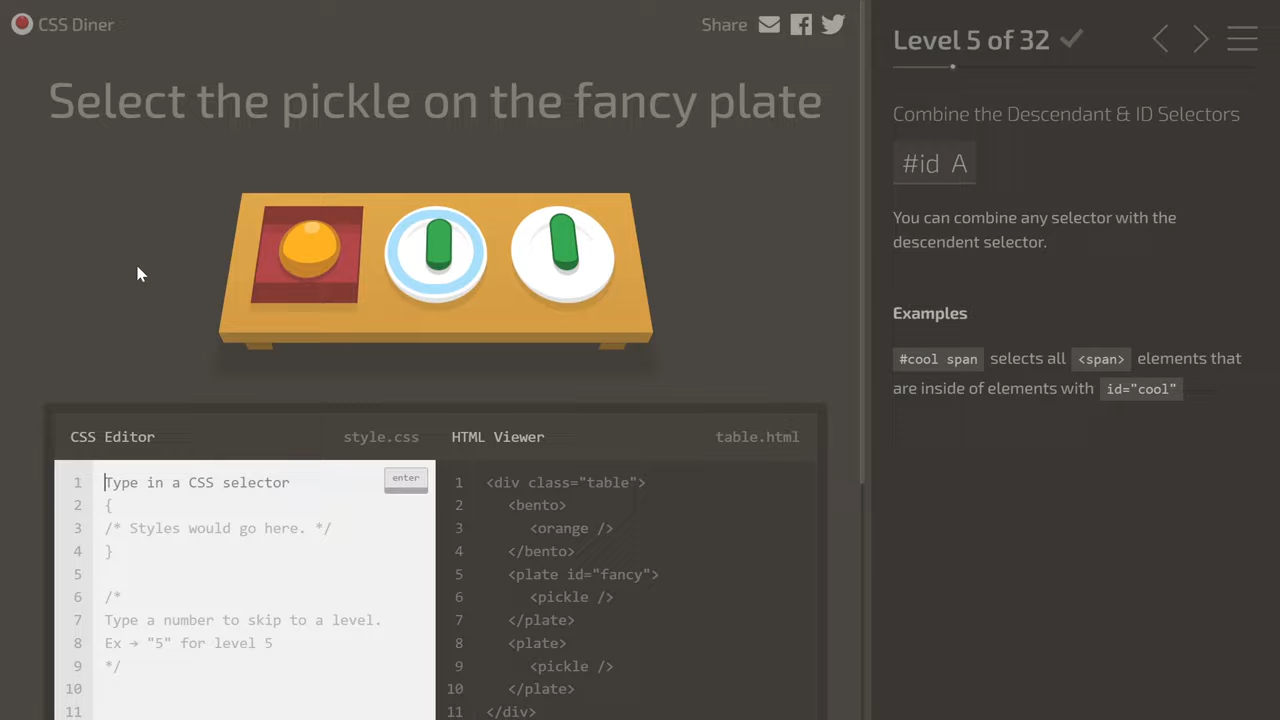 CSS Diner
Share
Select the pickle on the fancy plate
CSS Editor
style.css
1 Type in a CSS selector
enter
2 {
3 /* Styles would go here. */
4 }
5
6 /*
7 Type a number to skip to a level.
8 Ex → "5" for level 5
9 */
10
11
HTML Viewer
table.html
1 <div class="table">
2 <bento>
3 <orange />
4 </bento>
5 <plate id="fancy">
6 <pickle />
7 </plate>
8 <plate>
9 <pickle />
10 </plate>
11 </div>
Level 5 of 32
Combine the Descendant & ID Selectors
#id A
You can combine any selector with the
descendent selector.
Examples
#cool span selects all <span> elements that
are inside of elements with id="cool"